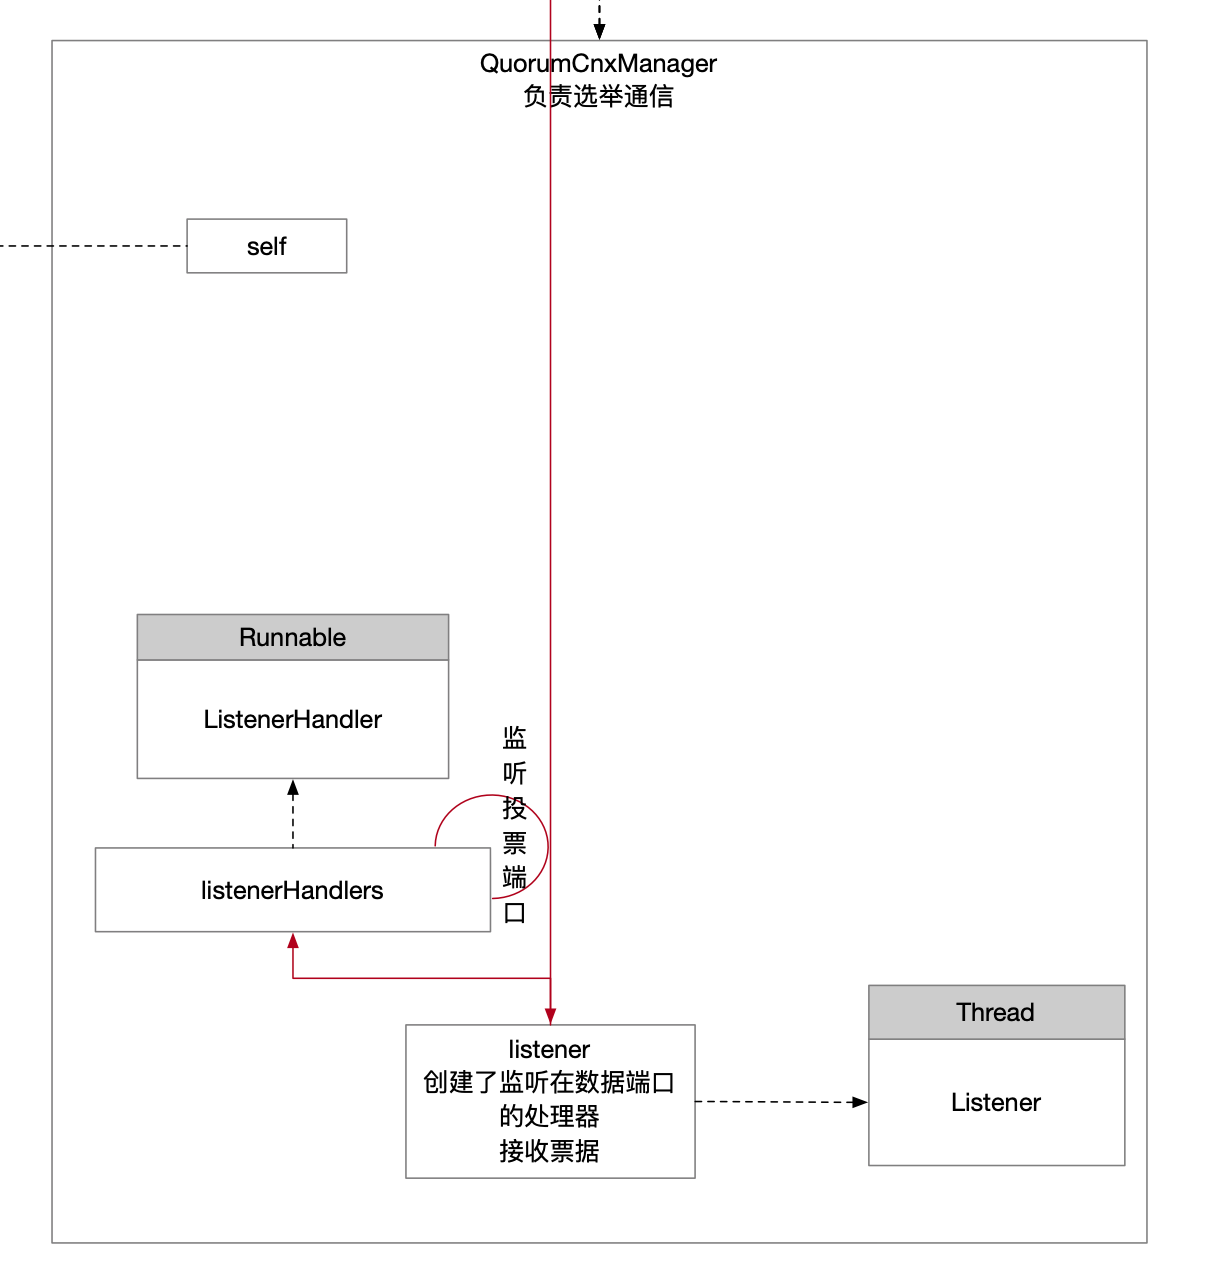 QuorumCnxManager
负责选举通信
self
Runnable
ListenerHandler
监
听
投
票
端
口
listenerHandlers
Thread
listener
创建了监听在数据端口
的处理器
接收票据
Listener